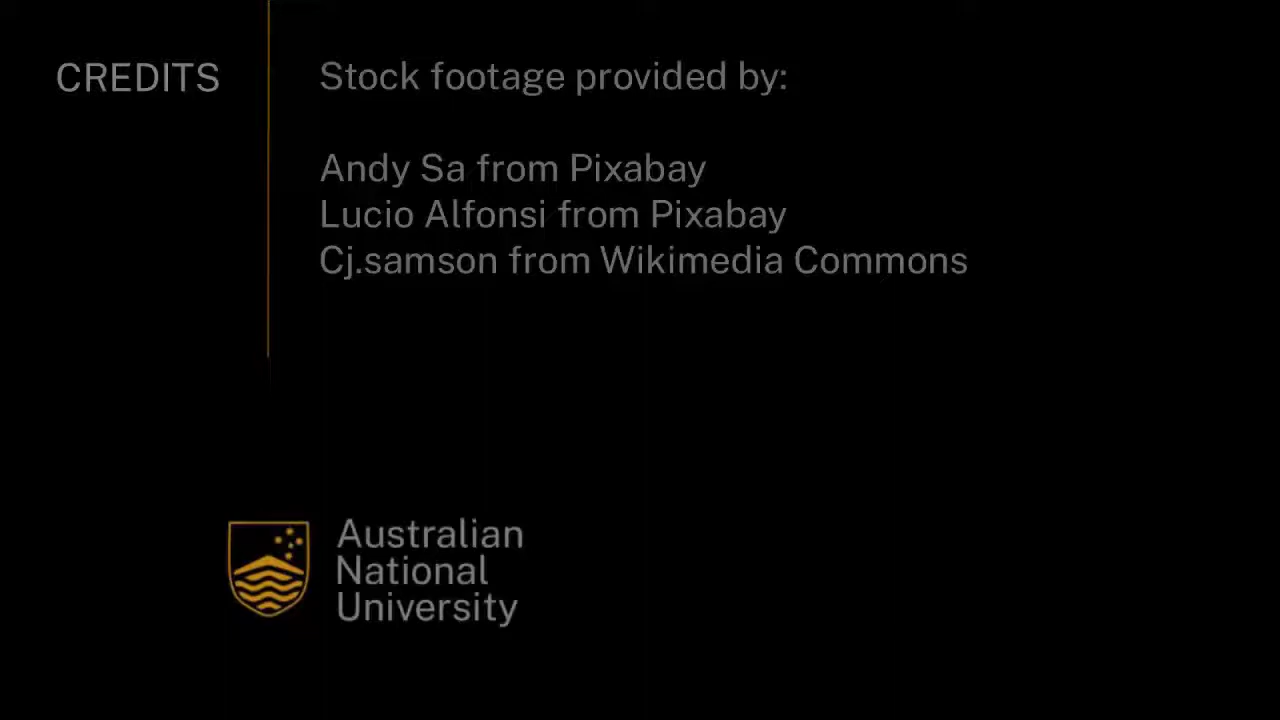 CREDITS
Stock footage provided by:
Andy Sa from Pixabay
Lucio Alfonsi from Pixabay
Cj.samson from Wikimedia Commons
Australian
National
University